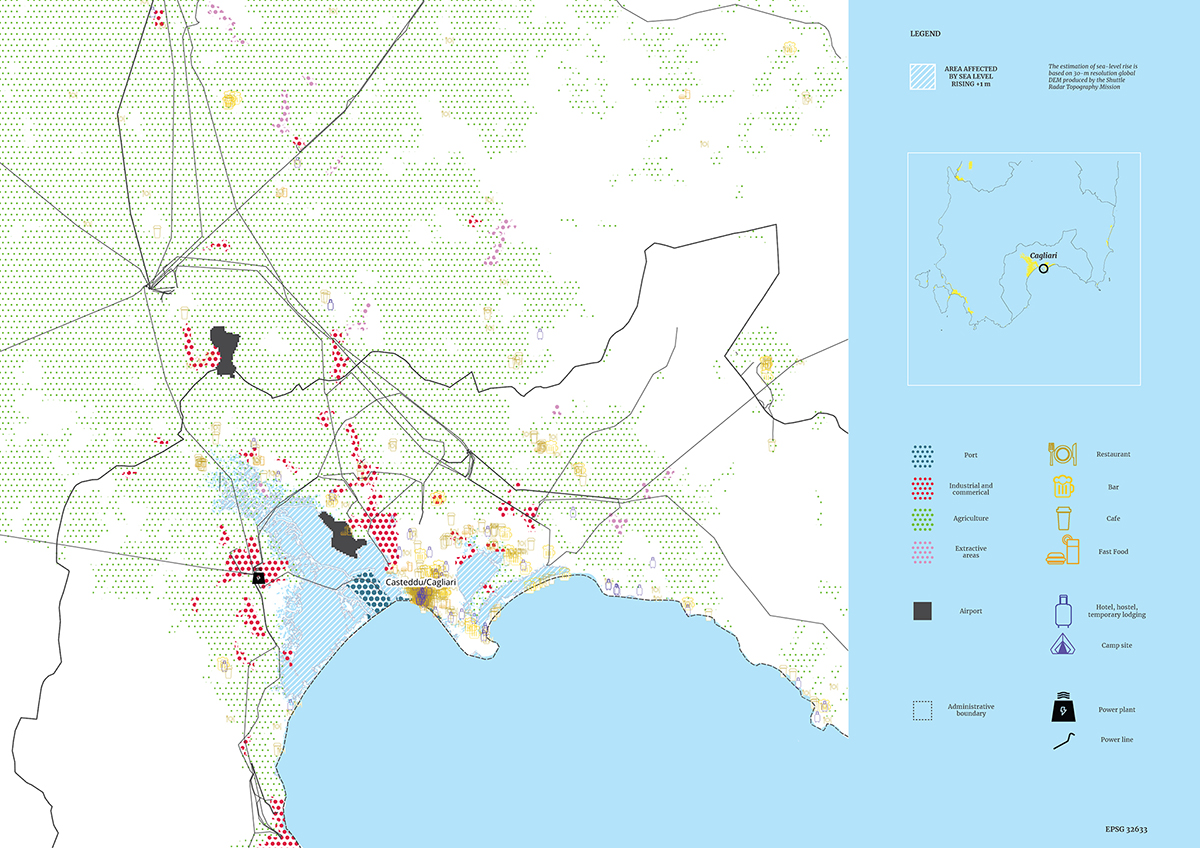 LEGEND
AREA AFFECTED
BY SEA LEVEL
RISING +1 m
The estimation of sea-level rise is
based on 30-m resolution global
DEM produced by the Shuttle
Radar Topography Mission
Cagliari
Casteddu/Cagliari
Port
Restaurant
Industrial and
commerical
Bar
Agriculture
Cafe
Extractive
areas
Fast Food
Airport
Hotel, hostel,
temporary lodging
Camp site
Administrative
boundary
Power plant
Power line
EPSG 32633